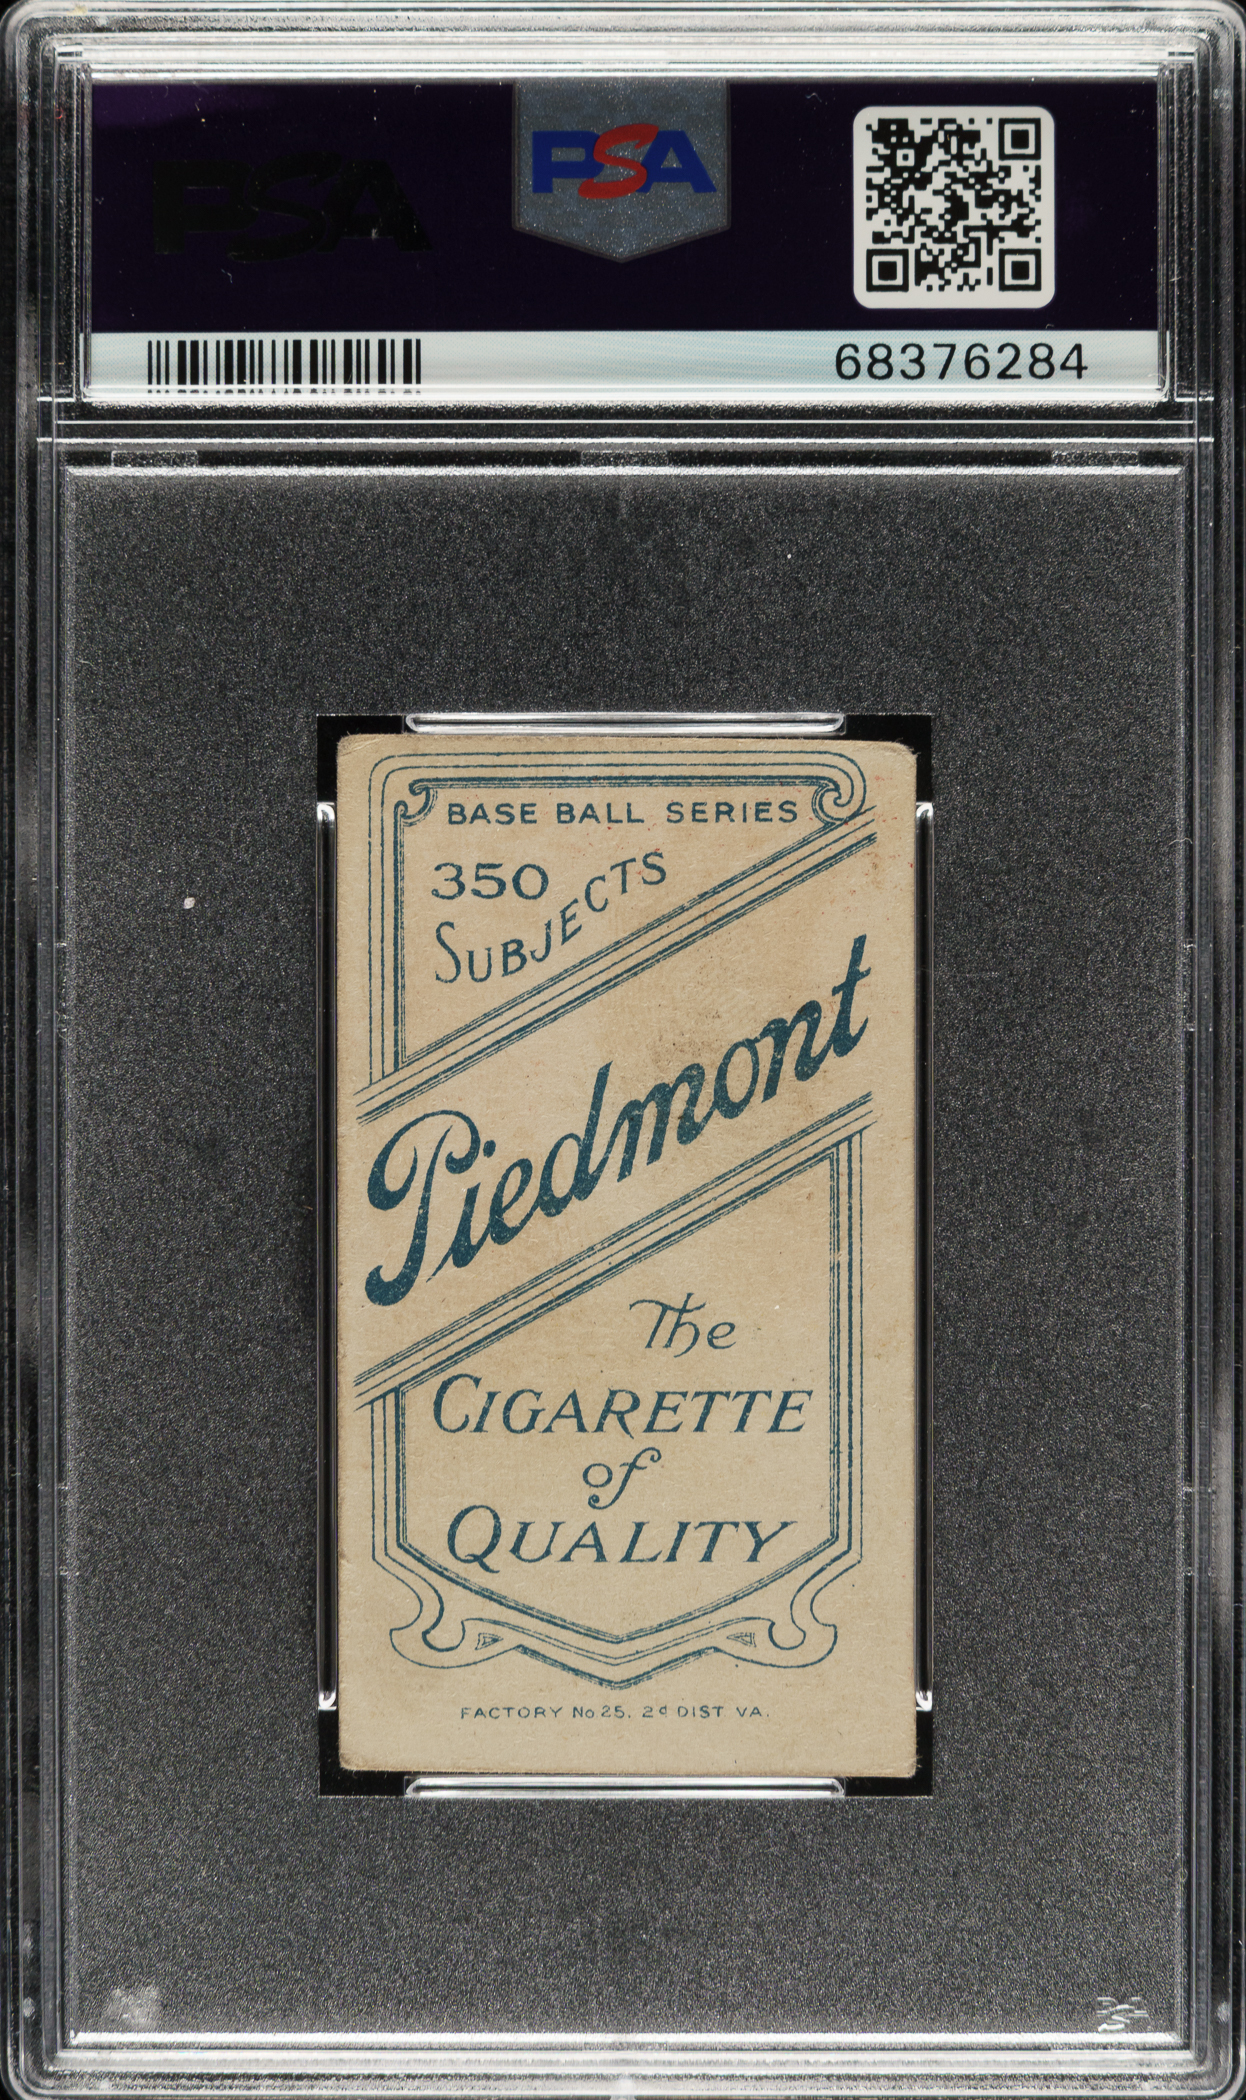 PSA
PSA
68376284
BASE BALL SERIES
350
SUBJECTS
Piedmont
The
CIGARETTE
of
QUALITY
FACTORY No 25. 2d DIST VA.